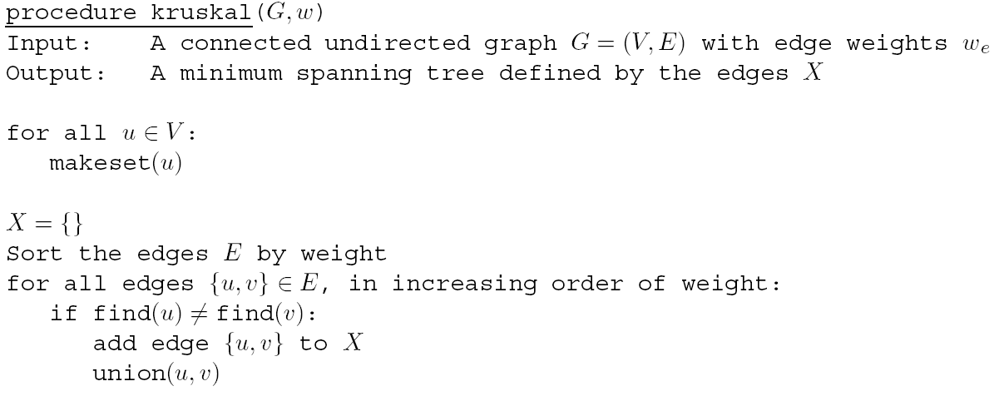 procedure kruskal(G, w)
Input: A connected undirected graph G = (V, E) with edge weights wₑ
Output: A minimum spanning tree defined by the edges X
for all u ∈ V:
makeset(u)
X = {}
Sort the edges E by weight
for all edges {u, v} ∈ E, in increasing order of weight:
if find(u) ≠ find(v):
add edge {u, v} to X
union(u, v)